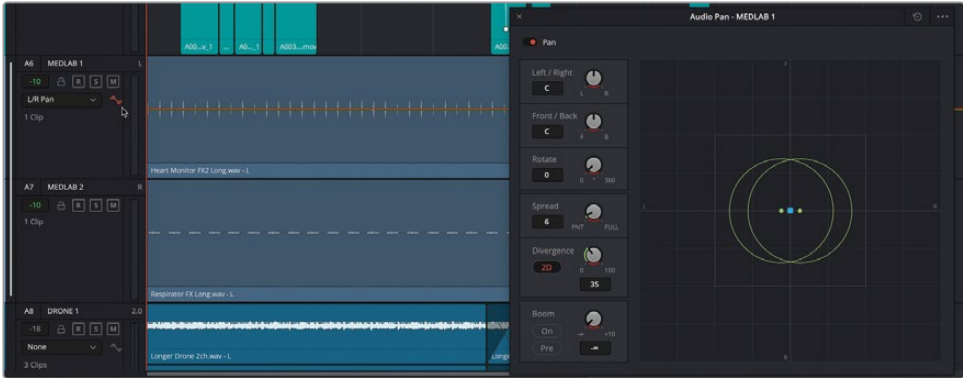 A00...v_1 ... A0..._1 A003...mov A00
A6 MEDLAB 1 L
-10 R S M
L/R Pan
1 Clip
Heart Monitor FX2 Long.wav - L
A7 MEDLAB 2 R
-10 R S M
1 Clip
Respirator FX Long.wav - L
A8 DRONE 1 2.0
-18 R S M
None
3 Clips
Longer Drone 2ch.wav - L
Longe
× Audio Pan - MEDLAB 1 •••
Pan
Left / Right
C L R
Front / Back
C F B
Rotate
0 0 ° 360
Spread
6 PNT FULL
Divergence
2D 0 100
35
Boom
On -∞ +10
Pre -∞
F
L R
B